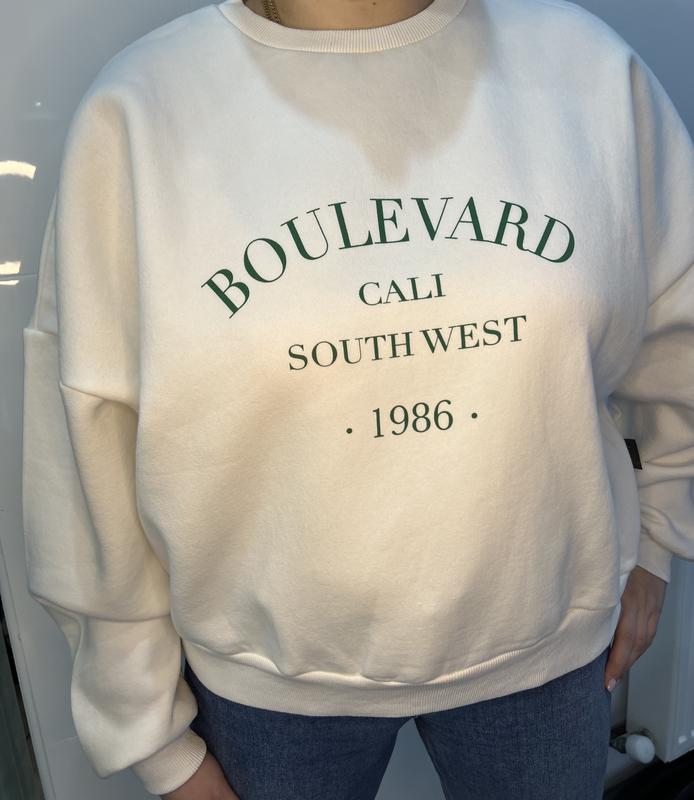 BOULEVARD
CALI
SOUTH WEST
· 1986 ·